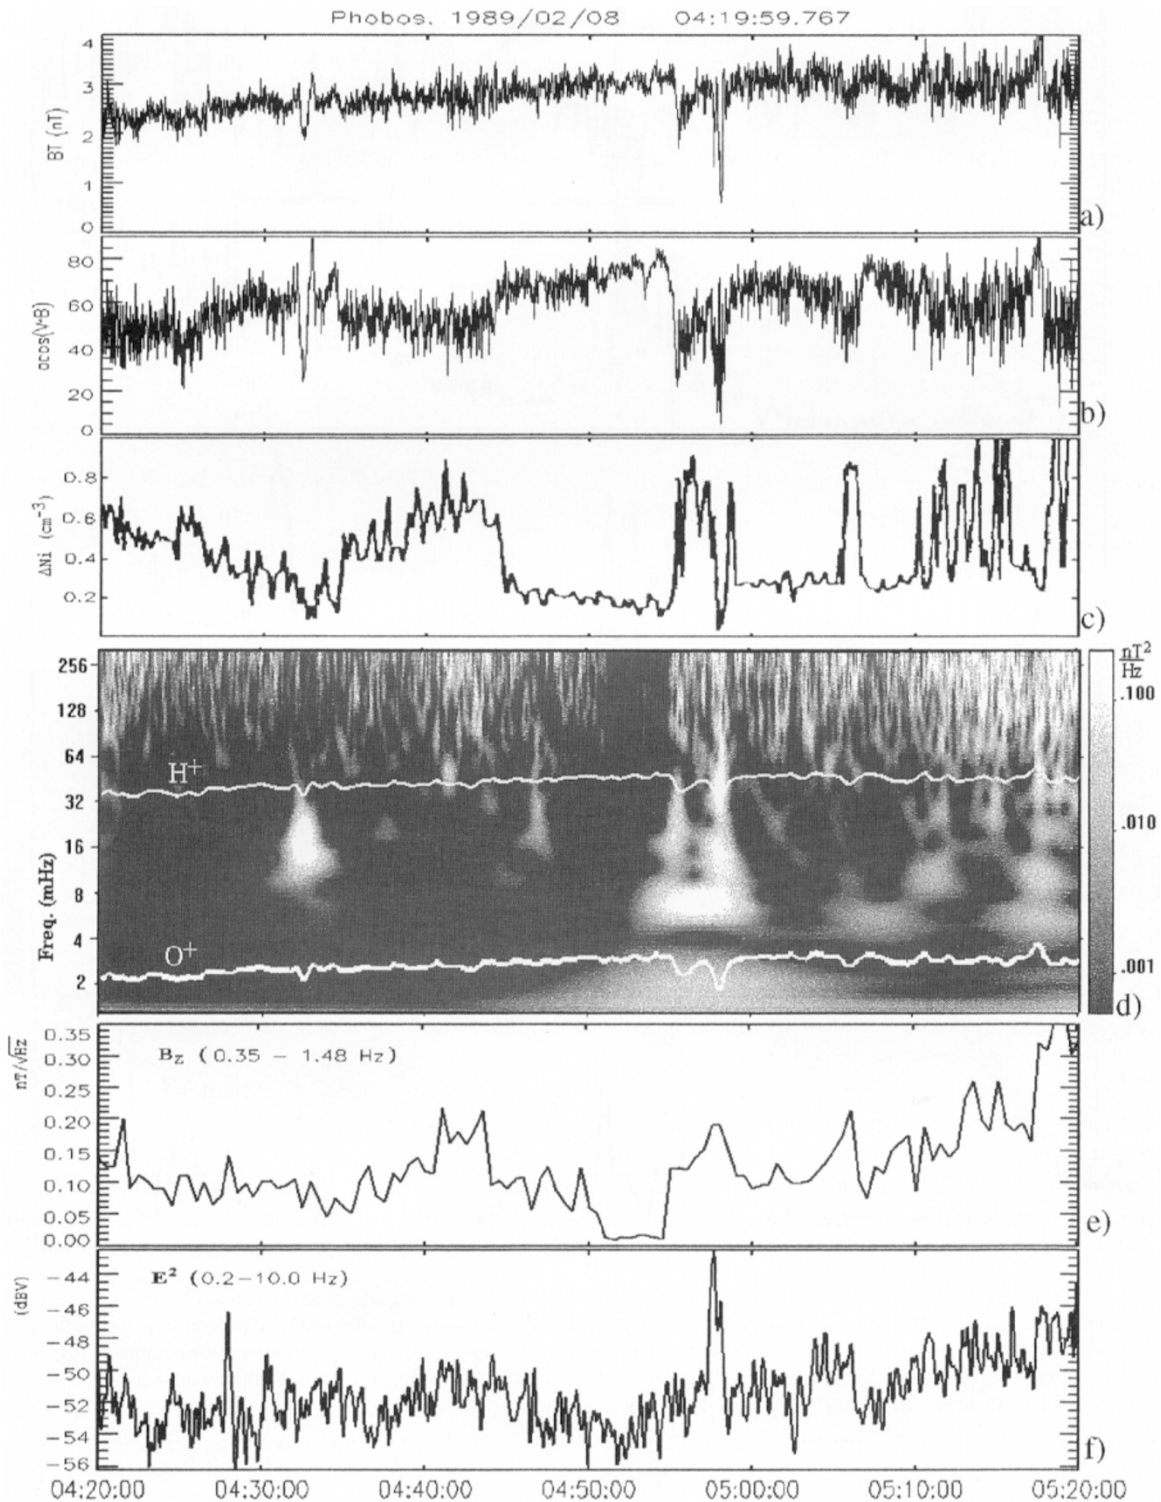 Phobos. 1989/02/08 04:19:59.767
4
3
2
1
0
BT (nT)
a)
80
60
40
20
0
acos(V·B)
b)
0.8
0.6
0.4
0.2
ΔNi (cm⁻³)
c)
256
128
64
32
16
8
4
2
Freq. (mHz)
H⁺
O⁺
nT²
Hz
.100
.010
.001
d)
0.35
0.30
0.25
0.20
0.15
0.10
0.05
0.00
nT/√Hz
B_Z (0.35 – 1.48 Hz)
e)
−44
−46
−48
−50
−52
−54
−56
(dBV)
E² (0.2–10.0 Hz)
f)
04:20:00 04:30:00 04:40:00 04:50:00 05:00:00 05:10:00 05:20:00